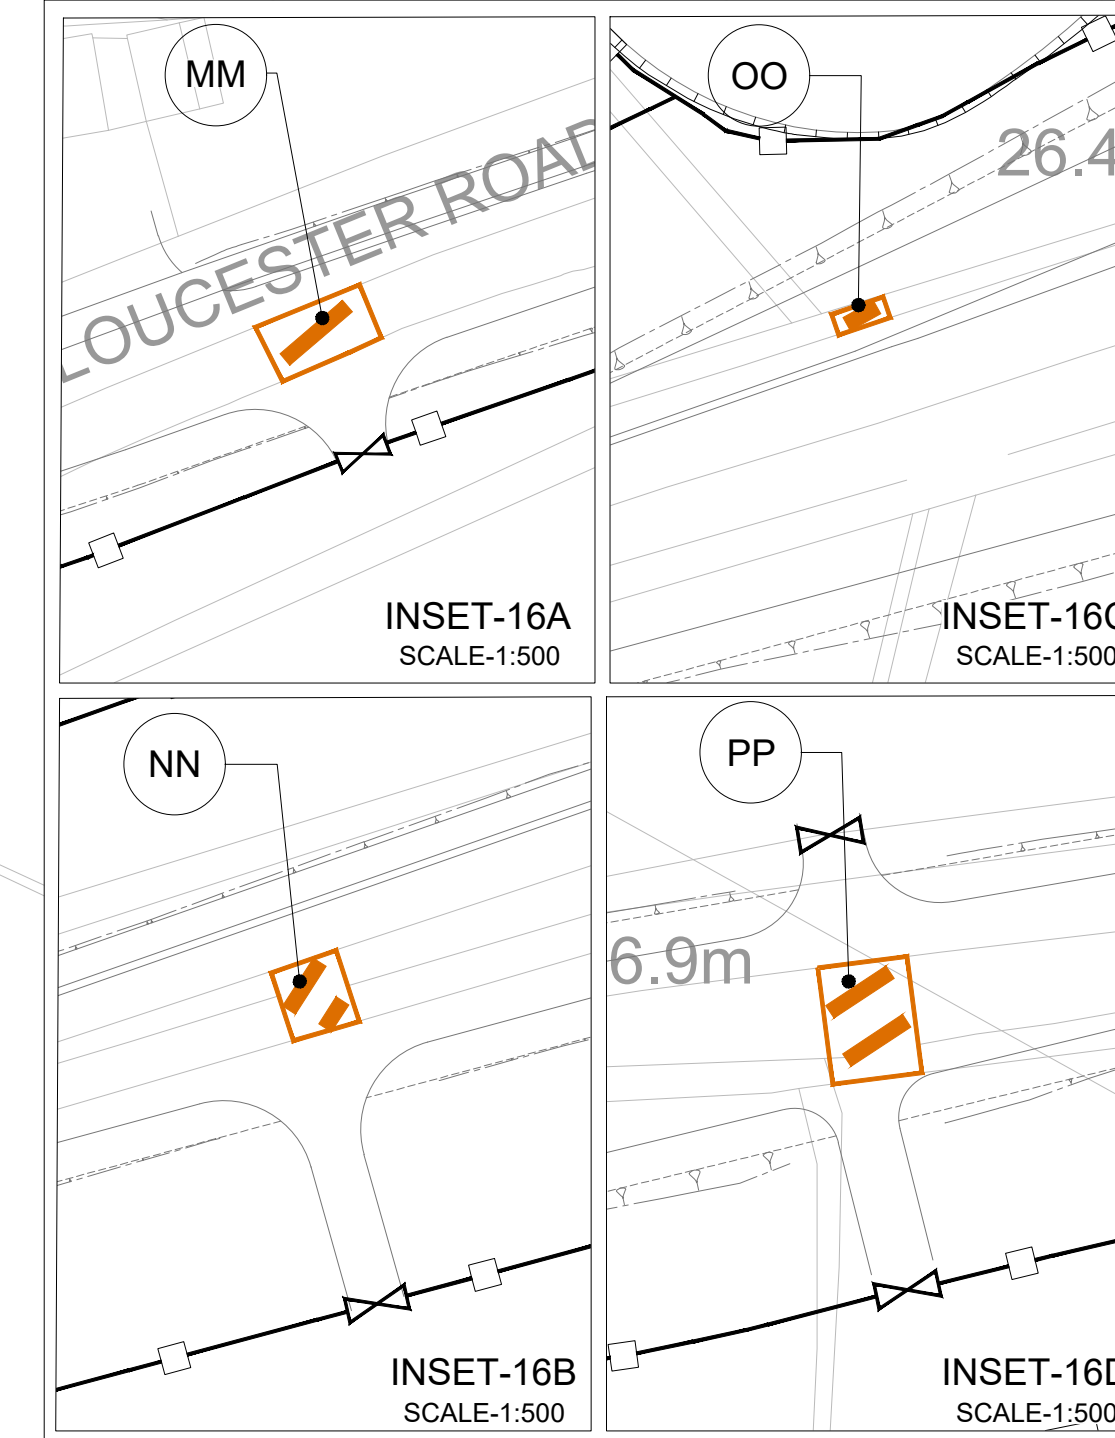 MM
LOUCESTER ROAD
INSET-16A
SCALE-1:500
OO
26.4
INSET-16C
SCALE-1:500
NN
INSET-16B
SCALE-1:500
PP
6.9m
INSET-16D
SCALE-1:500